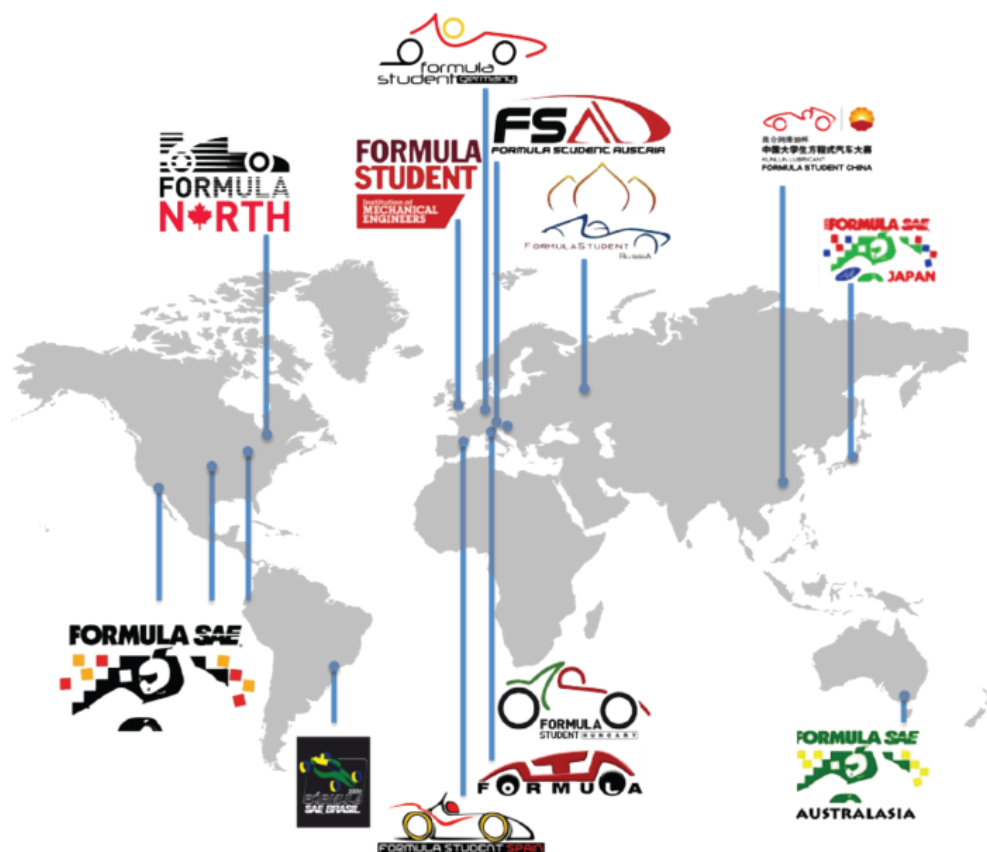 formula
student germany
FSA
FORMULA STUDENT AUSTRIA
FORMULA
STUDENT
Institution of
MECHANICAL
ENGINEERS
FORMULA
NORTH
FORMULASTUDENT
RUSSIA
中国大学生方程式汽车大赛
KUNLUN LUBRICANT
FORMULA STUDENT CHINA
FORMULA SAE
JAPAN
FORMULA SAE
FORMULA
STUDENT HUNGARY
FORMULA
SAE BRASIL
FORMULA STUDENT SPAIN
FORMULA SAE
AUSTRALASIA